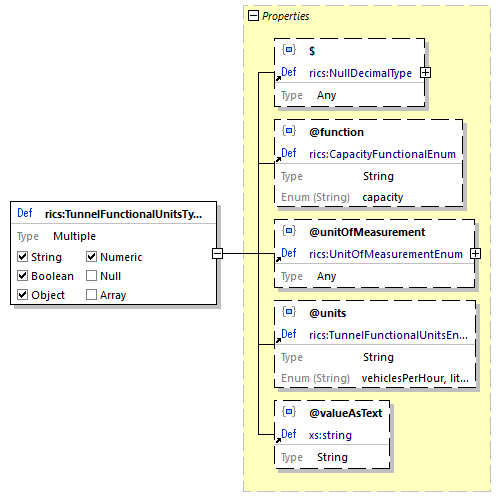 Properties
$
Def rics:NullDecimalType
Type Any
@function
Def rics:CapacityFunctionalEnum
Type String
Enum (String) capacity
Def rics:TunnelFunctionalUnitsTy...
Type Multiple
String Numeric
Boolean Null
Object Array
@unitOfMeasurement
Def rics:UnitOfMeasurementEnum
Type Any
@units
Def rics:TunnelFunctionalUnitsEn...
Type String
Enum (String) vehiclesPerHour, lit...
@valueAsText
Def xs:string
Type String